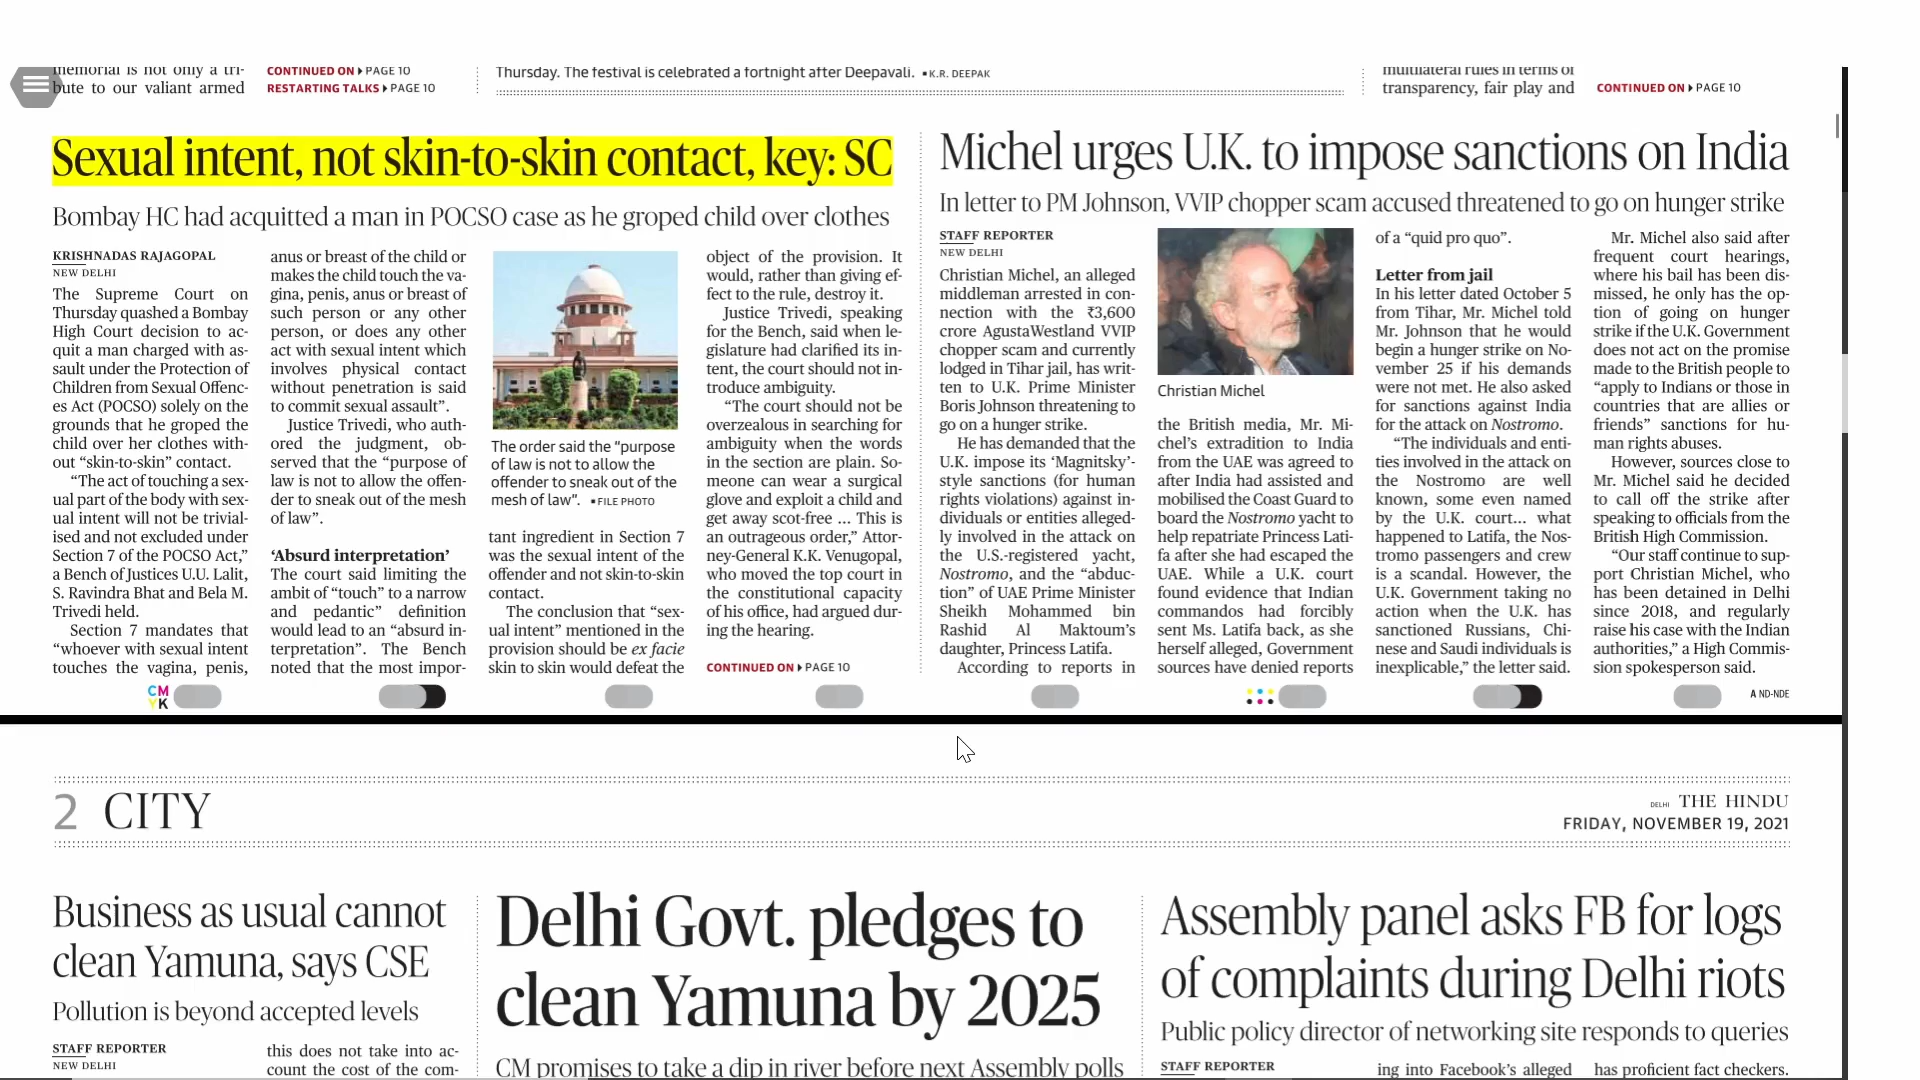 memorial is not only a tri-
bute to our valiant armed
CONTINUED ON PAGE 10
RESTARTING TALKS PAGE 10
Thursday. The festival is celebrated a fortnight after Deepavali. ▪ K.R. DEEPAK
multilateral rules in terms of
transparency, fair play and
CONTINUED ON PAGE 10
Sexual intent, not skin-to-skin contact, key: SC
Bombay HC had acquitted a man in POCSO case as he groped child over clothes
KRISHNADAS RAJAGOPAL
NEW DELHI
The Supreme Court on
Thursday quashed a Bombay
High Court decision to ac-
quit a man charged with as-
sault under the Protection of
Children from Sexual Offenc-
es Act (POCSO) solely on the
grounds that he groped the
child over her clothes with-
out “skin-to-skin” contact.
“The act of touching a sex-
ual part of the body with sex-
ual intent will not be trivial-
ised and not excluded under
Section 7 of the POCSO Act,”
a Bench of Justices U.U. Lalit,
S. Ravindra Bhat and Bela M.
Trivedi held.
Section 7 mandates that
“whoever with sexual intent
touches the vagina, penis,
anus or breast of the child or
makes the child touch the va-
gina, penis, anus or breast of
such person or any other
person, or does any other
act with sexual intent which
involves physical contact
without penetration is said
to commit sexual assault”.
Justice Trivedi, who auth-
ored the judgment, ob-
served that the “purpose of
law is not to allow the offen-
der to sneak out of the mesh
of law”.
‘Absurd interpretation’
The court said limiting the
ambit of “touch” to a narrow
and pedantic” definition
would lead to an “absurd in-
terpretation”. The Bench
noted that the most impor-
The order said the “purpose
of law is not to allow the
offender to sneak out of the
mesh of law”. ▪ FILE PHOTO
tant ingredient in Section 7
was the sexual intent of the
offender and not skin-to-skin
contact.
The conclusion that “sex-
ual intent” mentioned in the
provision should be ex facie
skin to skin would defeat the
object of the provision. It
would, rather than giving ef-
fect to the rule, destroy it.
Justice Trivedi, speaking
for the Bench, said when le-
gislature had clarified its in-
tent, the court should not in-
troduce ambiguity.
“The court should not be
overzealous in searching for
ambiguity when the words
in the section are plain. So-
meone can wear a surgical
glove and exploit a child and
get away scot-free ... This is
an outrageous order,” Attor-
ney-General K.K. Venugopal,
who moved the top court in
the constitutional capacity
of his office, had argued dur-
ing the hearing.
CONTINUED ON PAGE 10
Michel urges U.K. to impose sanctions on India
In letter to PM Johnson, VVIP chopper scam accused threatened to go on hunger strike
STAFF REPORTER
NEW DELHI
Christian Michel, an alleged
middleman arrested in con-
nection with the ₹3,600
crore AgustaWestland VVIP
chopper scam and currently
lodged in Tihar jail, has writ-
ten to U.K. Prime Minister
Boris Johnson threatening to
go on a hunger strike.
He has demanded that the
U.K. impose its ‘Magnitsky’-
style sanctions (for human
rights violations) against in-
dividuals or entities alleged-
ly involved in the attack on
the U.S.-registered yacht,
Nostromo, and the “abduc-
tion” of UAE Prime Minister
Sheikh Mohammed bin
Rashid Al Maktoum’s
daughter, Princess Latifa.
According to reports in
Christian Michel
the British media, Mr. Mi-
chel’s extradition to India
from the UAE was agreed to
after India had assisted and
mobilised the Coast Guard to
board the Nostromo yacht to
help repatriate Princess Lati-
fa after she had escaped the
UAE. While a U.K. court
found evidence that Indian
commandos had forcibly
sent Ms. Latifa back, as she
herself alleged, Government
sources have denied reports
of a “quid pro quo”.
Letter from jail
In his letter dated October 5
from Tihar, Mr. Michel told
Mr. Johnson that he would
begin a hunger strike on No-
vember 25 if his demands
were not met. He also asked
for sanctions against India
for the attack on Nostromo.
“The individuals and enti-
ties involved in the attack on
the Nostromo are well
known, some even named
by the U.K. court... what
happened to Latifa, the Nos-
tromo passengers and crew
is a scandal. However, the
U.K. Government taking no
action when the U.K. has
sanctioned Russians, Chi-
nese and Saudi individuals is
inexplicable,” the letter said.
Mr. Michel also said after
frequent court hearings,
where his bail has been dis-
missed, he only has the op-
tion of going on hunger
strike if the U.K. Government
does not act on the promise
made to the British people to
“apply to Indians or those in
countries that are allies or
friends” sanctions for hu-
man rights abuses.
However, sources close to
Mr. Michel said he decided
to call off the strike after
speaking to officials from the
British High Commission.
“Our staff continue to sup-
port Christian Michel, who
has been detained in Delhi
since 2018, and regularly
raise his case with the Indian
authorities,” a High Commis-
sion spokesperson said.
CM
YK
A ND-NDE
2 CITY
DELHI THE HINDU
FRIDAY, NOVEMBER 19, 2021
Business as usual cannot
clean Yamuna, says CSE
Pollution is beyond accepted levels
STAFF REPORTER
NEW DELHI
this does not take into ac-
count the cost of the com-
Delhi Govt. pledges to
clean Yamuna by 2025
CM promises to take a dip in river before next Assembly polls
Assembly panel asks FB for logs
of complaints during Delhi riots
Public policy director of networking site responds to queries
STAFF REPORTER
ing into Facebook’s alleged
has proficient fact checkers.